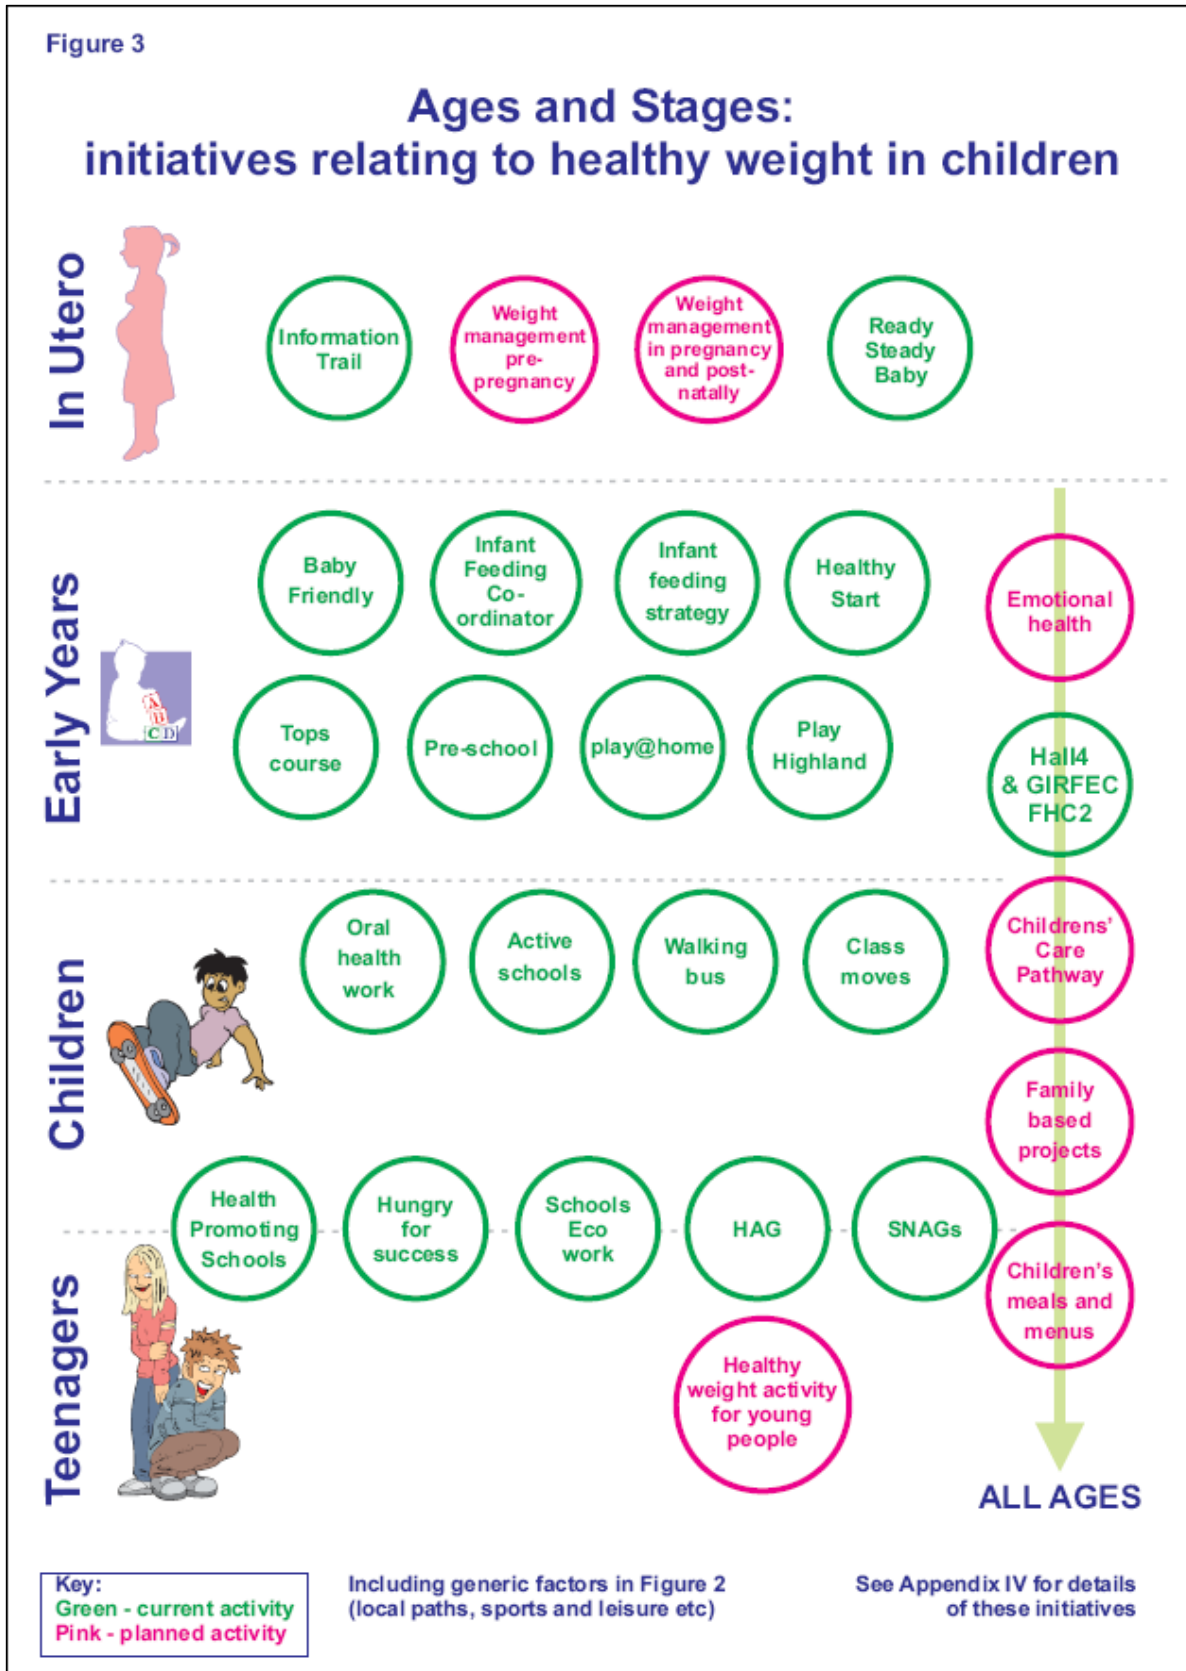 Figure 3
Ages and Stages:
initiatives relating to healthy weight in children
In Utero
Information
Trail
Weight
management
pre-
pregnancy
Weight
management
in pregnancy
and post-
natally
Ready
Steady
Baby
Early Years
A
B
C D
Baby
Friendly
Infant
Feeding
Co-
ordinator
Infant
feeding
strategy
Healthy
Start
Tops
course
Pre-school
play@home
Play
Highland
Emotional
health
Hall4
& GIRFEC
FHC2
Children
Oral
health
work
Active
schools
Walking
bus
Class
moves
Childrens'
Care
Pathway
Family
based
projects
Health
Promoting
Schools
Hungry
for
success
Schools
Eco
work
HAG
SNAGs
Children's
meals and
menus
Teenagers
Healthy
weight activity
for young
people
ALL AGES
Key:
Green - current activity
Pink - planned activity
Including generic factors in Figure 2
(local paths, sports and leisure etc)
See Appendix IV for details
of these initiatives